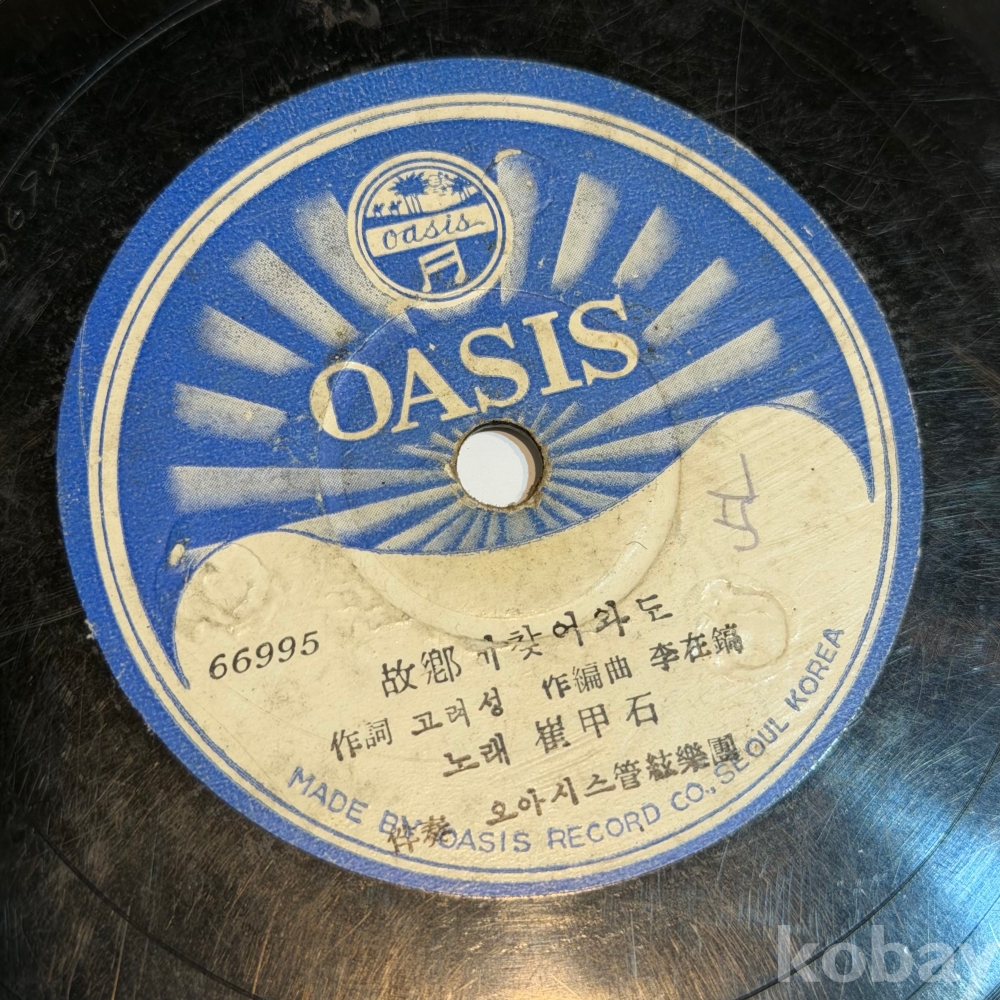 oasis
OASIS
66995
故鄕에 찾어와도
作詞 고려성 作編曲 李在鎬
노래 崔甲石
伴奏 오아시스管絃樂團
MADE BY OASIS RECORD CO., SEOUL KOREA
kobay